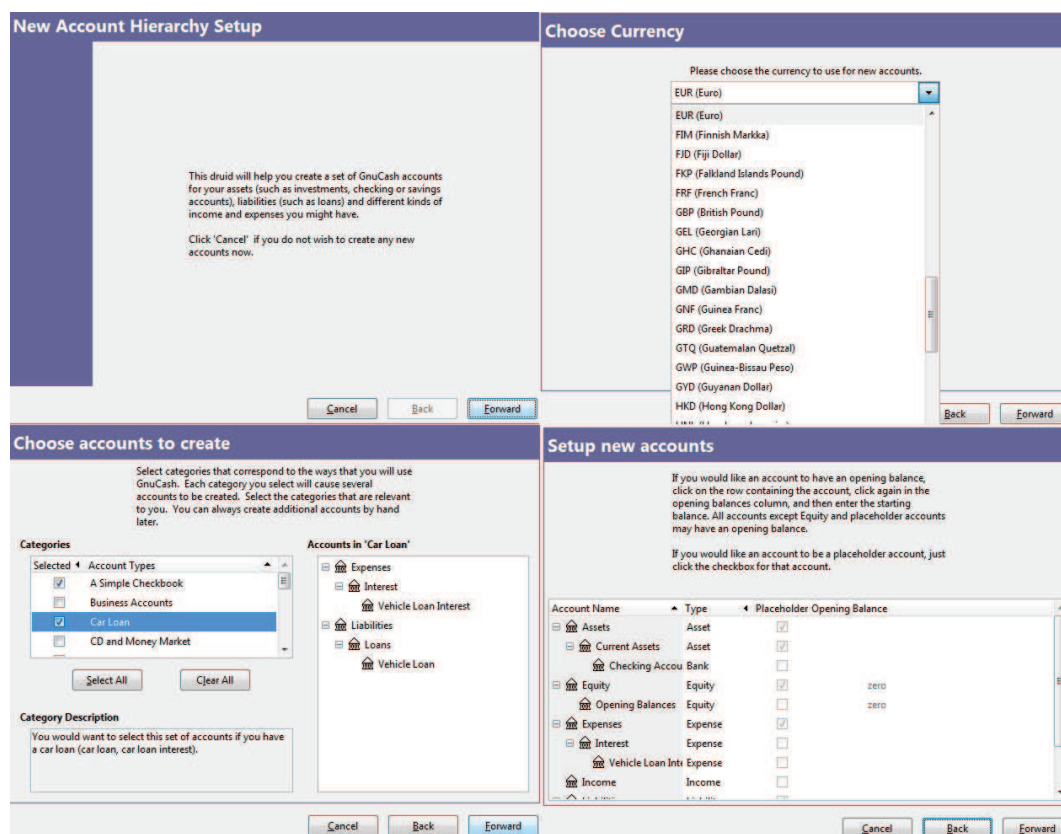 New Account Hierarchy Setup
This druid will help you create a set of GnuCash accounts
for your assets (such as investments, checking or savings
accounts), liabilities (such as loans) and different kinds of
income and expenses you might have.
Click 'Cancel' if you do not wish to create any new
accounts now.
Cancel Back Forward
Choose Currency
Please choose the currency to use for new accounts.
EUR (Euro)
EUR (Euro)
FIM (Finnish Markka)
FJD (Fiji Dollar)
FKP (Falkland Islands Pound)
FRF (French Franc)
GBP (British Pound)
GEL (Georgian Lari)
GHC (Ghanaian Cedi)
GIP (Gibraltar Pound)
GMD (Gambian Dalasi)
GNF (Guinea Franc)
GRD (Greek Drachma)
GTQ (Guatemalan Quetzal)
GWP (Guinea-Bissau Peso)
GYD (Guyanan Dollar)
HKD (Hong Kong Dollar)
Back Forward
Choose accounts to create
Select categories that correspond to the ways that you will use
GnuCash. Each category you select will cause several
accounts to be created. Select the categories that are relevant
to you. You can always create additional accounts by hand
later.
Categories
Selected Account Types
A Simple Checkbook
Business Accounts
Car Loan
CD and Money Market
Select All Clear All
Category Description
You would want to select this set of accounts if you have
a car loan (car loan, car loan interest).
Accounts in 'Car Loan'
Expenses
Interest
Vehicle Loan Interest
Liabilities
Loans
Vehicle Loan
Cancel Back Forward
Setup new accounts
If you would like an account to have an opening balance,
click on the row containing the account, click again in the
opening balances column, and then enter the starting
balance. All accounts except Equity and placeholder accounts
may have an opening balance.
If you would like an account to be a placeholder account, just
click the checkbox for that account.
Account Name Type Placeholder Opening Balance
Assets Asset
Current Assets Asset
Checking Accou Bank
Equity Equity zero
Opening Balances Equity zero
Expenses Expense
Interest Expense
Vehicle Loan Inte Expense
Income Income
Cancel Back Forward